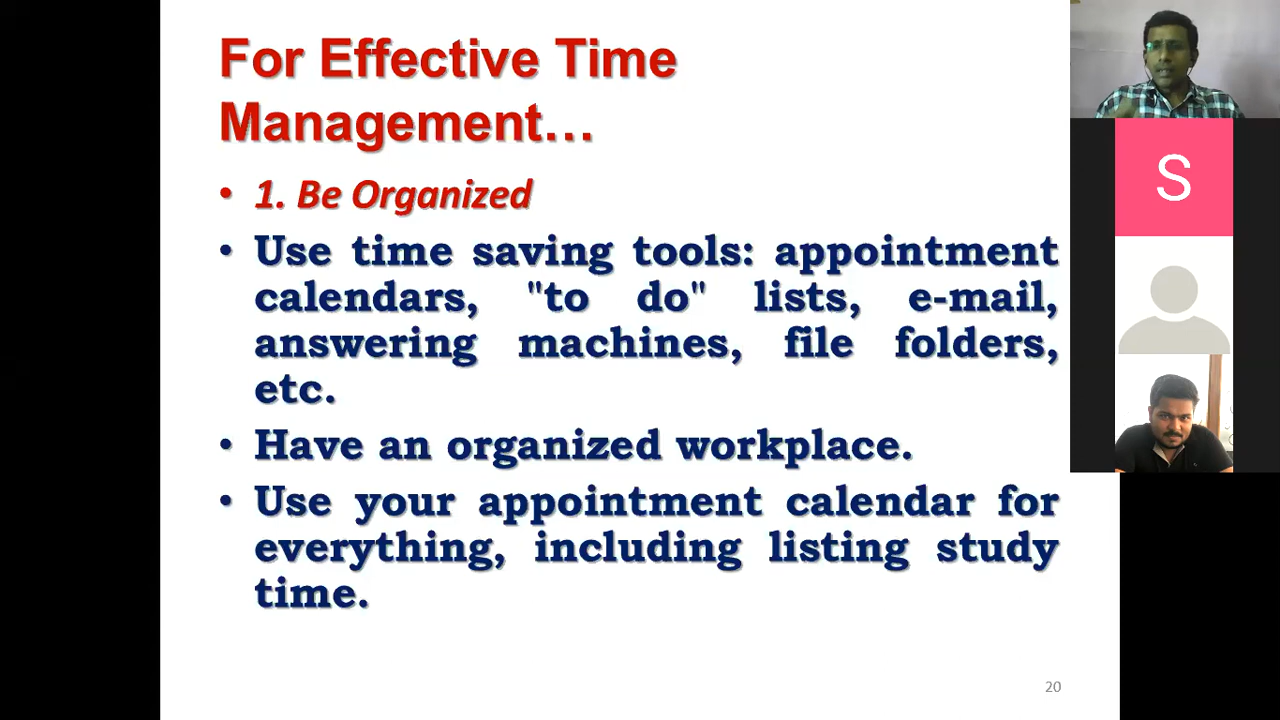 For Effective Time
Management…
• 1. Be Organized
• Use time saving tools: appointment
calendars, "to do" lists, e-mail,
answering machines, file folders,
etc.
• Have an organized workplace.
• Use your appointment calendar for
everything, including listing study
time.
20
S